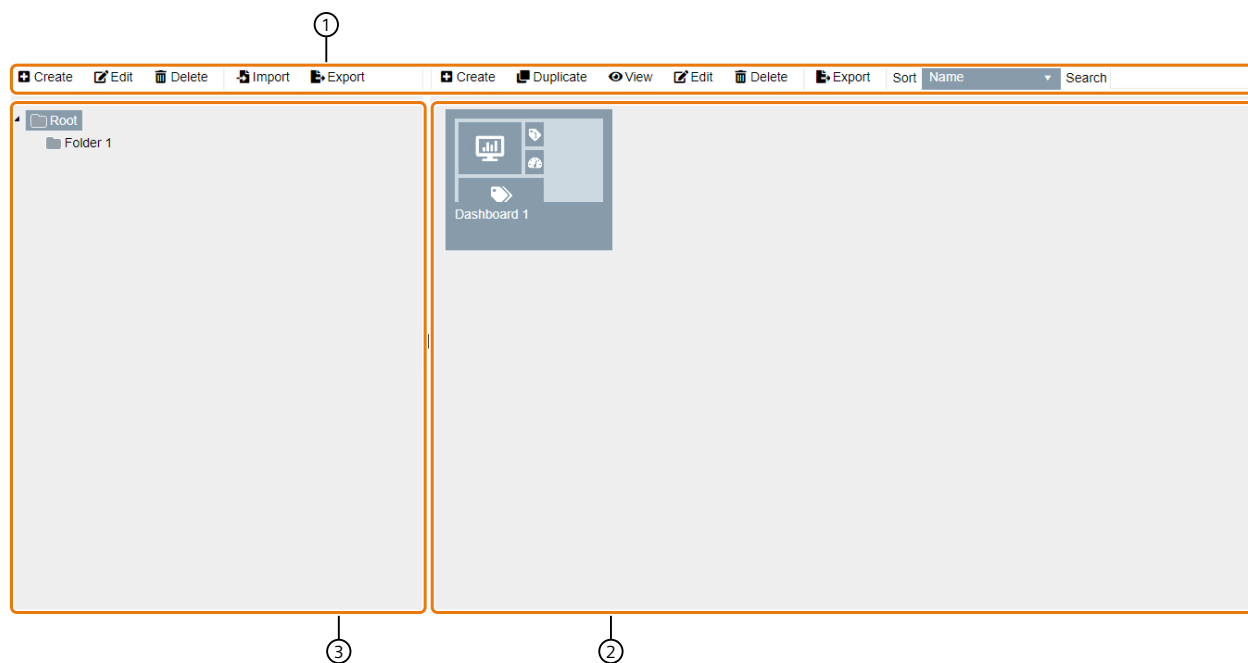 1
Create Edit Delete Import Export Create Duplicate View Edit Delete Export Sort Name Search
Root
Folder 1
Dashboard 1
3 2